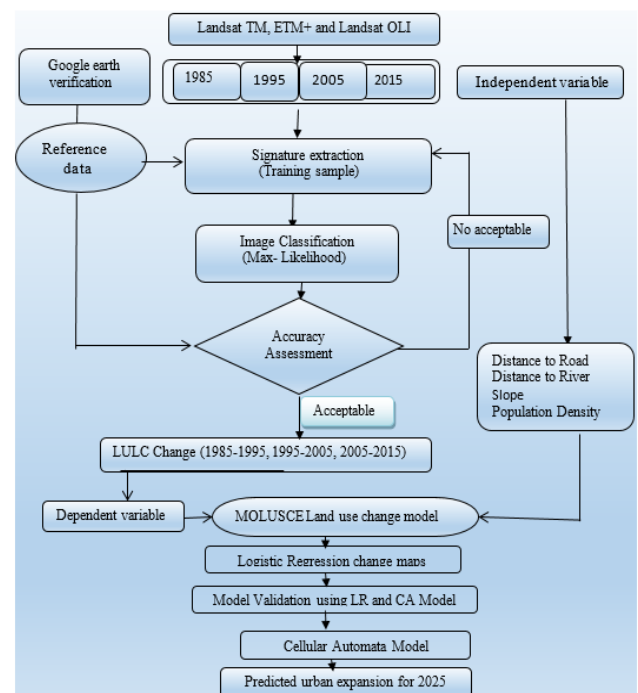 Landsat TM, ETM+ and Landsat OLI
Google earth
verification
1985
1995
2005
2015
Independent variable
Reference
data
Signature extraction
(Training sample)
No acceptable
Image Classification
(Max- Likelihood)
Accuracy
Assessment
Distance to Road
Distance to River
Slope
Population Density
Acceptable
LULC Change (1985-1995, 1995-2005, 2005-2015)
Dependent variable
MOLUSCE Land use change model
Logistic Regression change maps
Model Validation using LR and CA Model
Cellular Automata Model
Predicted urban expansion for 2025